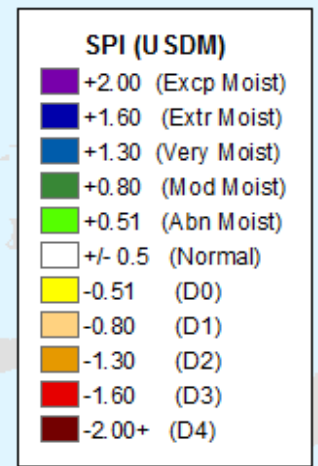 SPI (USDM)
+2.00 (Excp Moist)
+1.60 (Extr Moist)
+1.30 (Very Moist)
+0.80 (Mod Moist)
+0.51 (Abn Moist)
+/- 0.5 (Normal)
-0.51 (D0)
-0.80 (D1)
-1.30 (D2)
-1.60 (D3)
-2.00+ (D4)